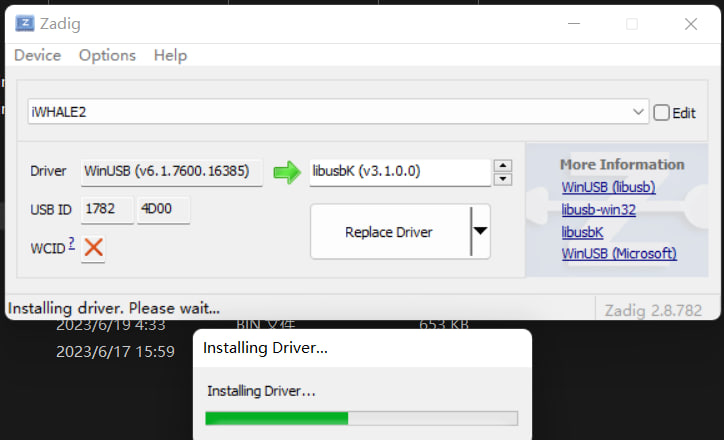 Zadig
Device Options Help
iWHALE2
Edit
Driver WinUSB (v6.1.7600.16385) libusbK (v3.1.0.0)
USB ID 1782 4D00
WCID ?
Replace Driver
More Information
WinUSB (libusb)
libusb-win32
libusbK
WinUSB (Microsoft)
Installing driver. Please wait...
Zadig 2.8.782
2023/6/19 4:33 BIN 文件 653 KB
2023/6/17 15:59
Installing Driver...
Installing Driver...